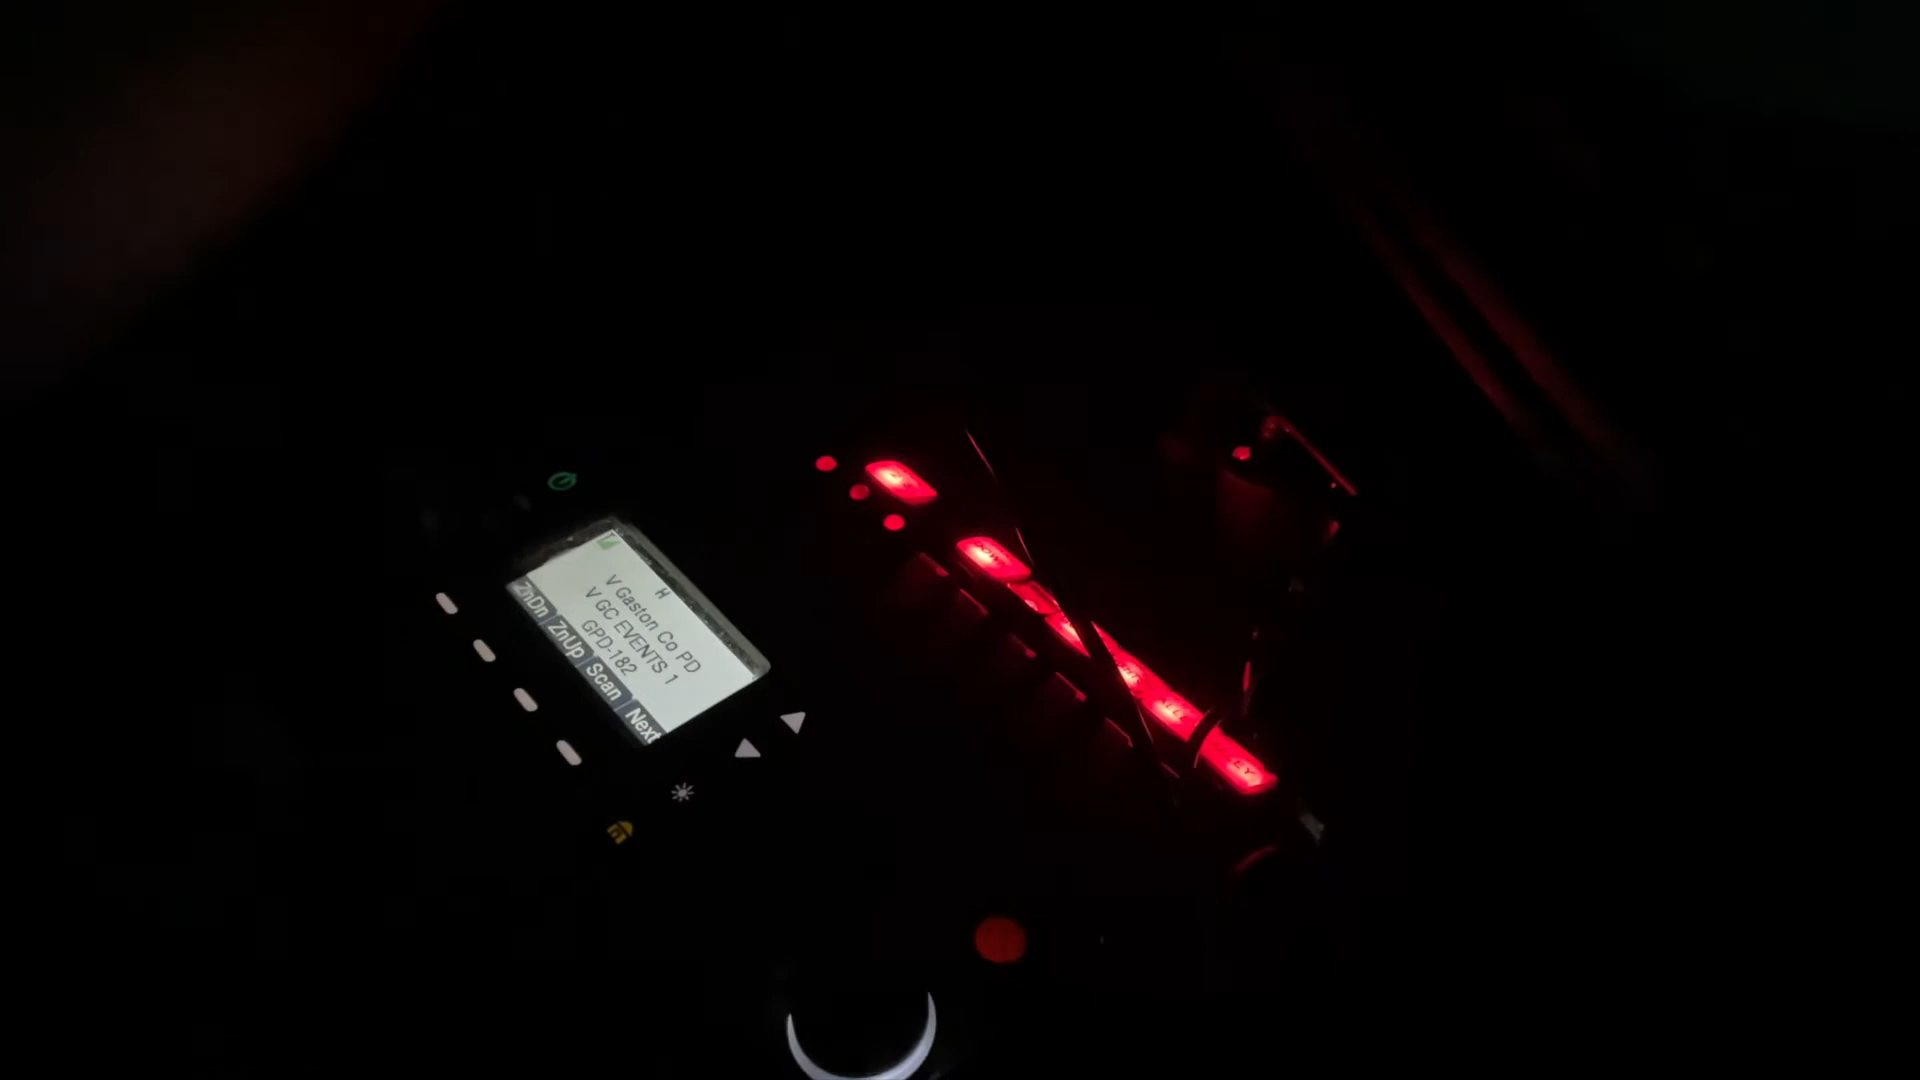 H
V Gaston Co PD
V GC EVENTS 1
GPD-182
ZnDn ZnUp Scan Next